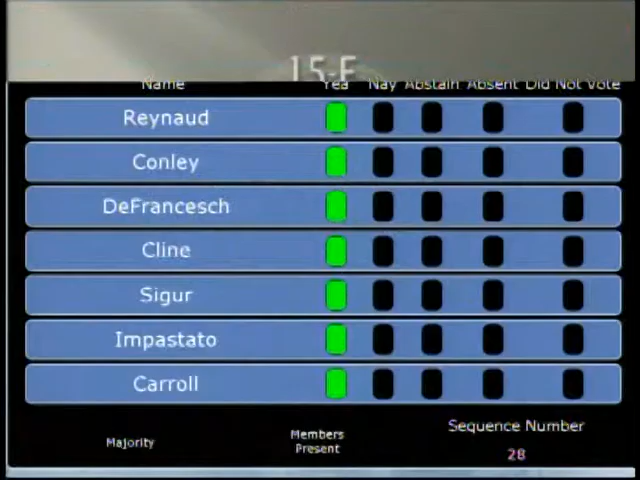 15-E
Name Yea Nay Abstain Absent Did Not Vote
Reynaud
Conley
DeFrancesch
Cline
Sigur
Impastato
Carroll
Majority
Members
Present
Sequence Number
28